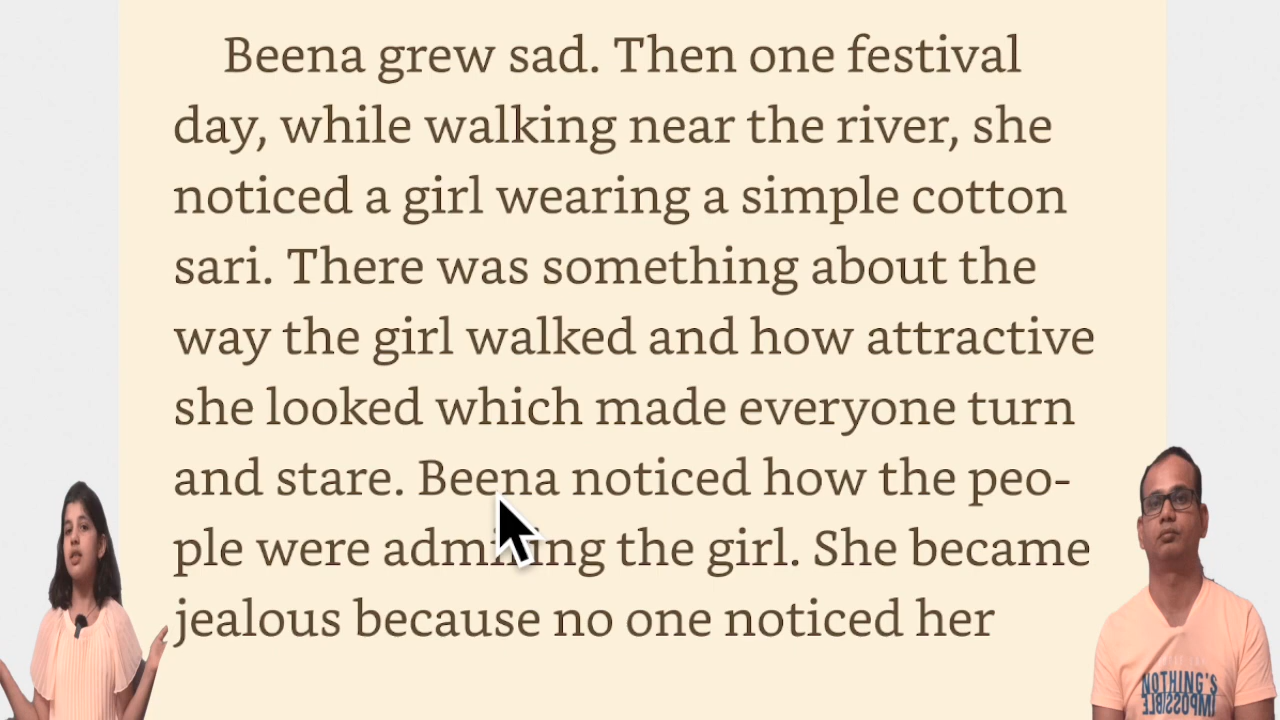 Beena grew sad. Then one festival
day, while walking near the river, she
noticed a girl wearing a simple cotton
sari. There was something about the
way the girl walked and how attractive
she looked which made everyone turn
and stare. Beena noticed how the peo-
ple were admiring the girl. She became
jealous because no one noticed her
NOTHING'S
IMPOSSIBLE